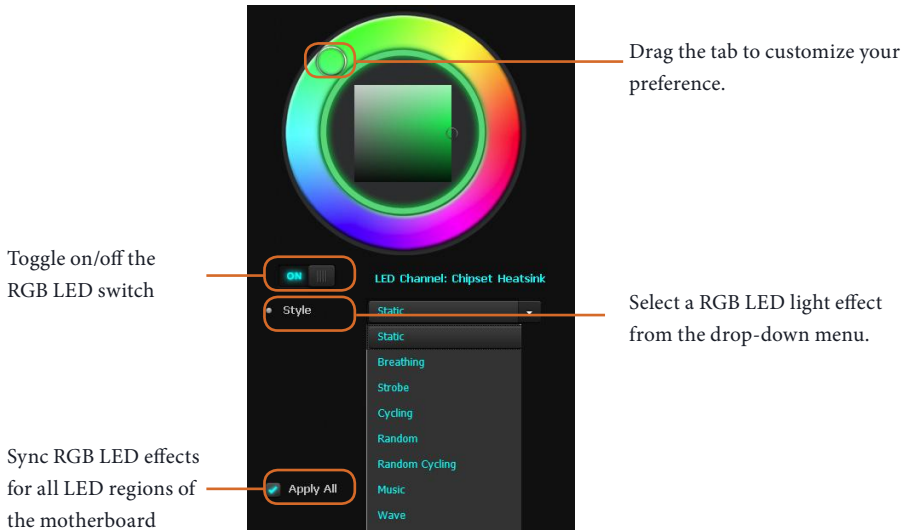 Drag the tab to customize your
preference.
Toggle on/off the
RGB LED switch
ON
LED Channel: Chipset Heatsink
Style
Static
Select a RGB LED light effect
from the drop-down menu.
Static
Breathing
Strobe
Cycling
Random
Random Cycling
Music
Wave
Sync RGB LED effects
for all LED regions of
the motherboard
Apply All